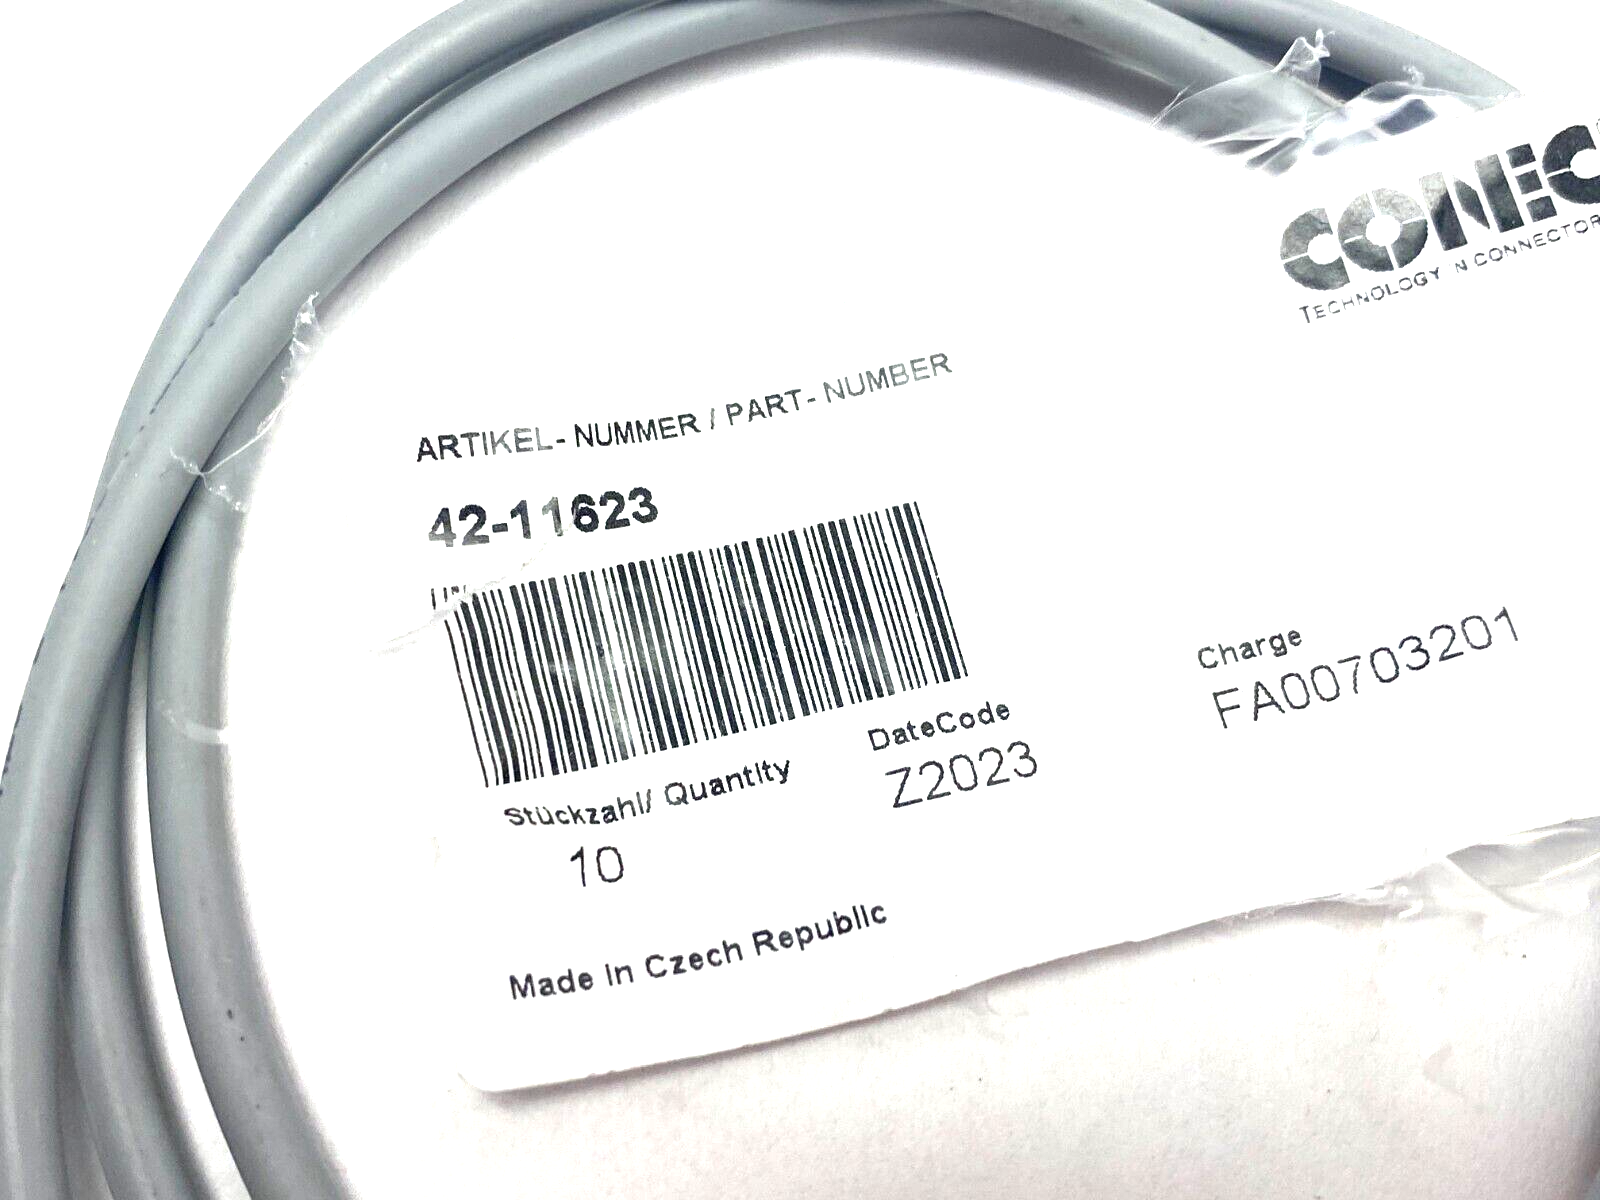 CONEC
TECHNOLOGY IN CONNECTOR
ARTIKEL- NUMMER / PART- NUMBER
42-11623
Charge
FA00703201
Stückzahl/ Quantity
DateCode
10
Z2023
Made in Czech Republic